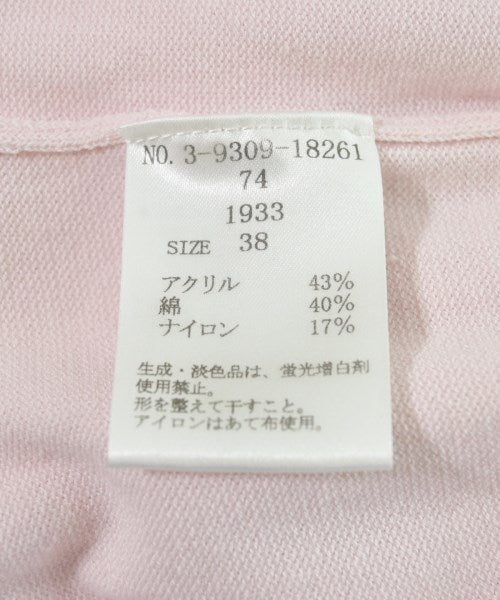 NO. 3-9309-18261
74
1933
SIZE 38
アクリル 43%
綿 40%
ナイロン 17%
生成・淡色品は、蛍光増白剤
使用禁止。
形を整えて干すこと。
アイロンはあて布使用。